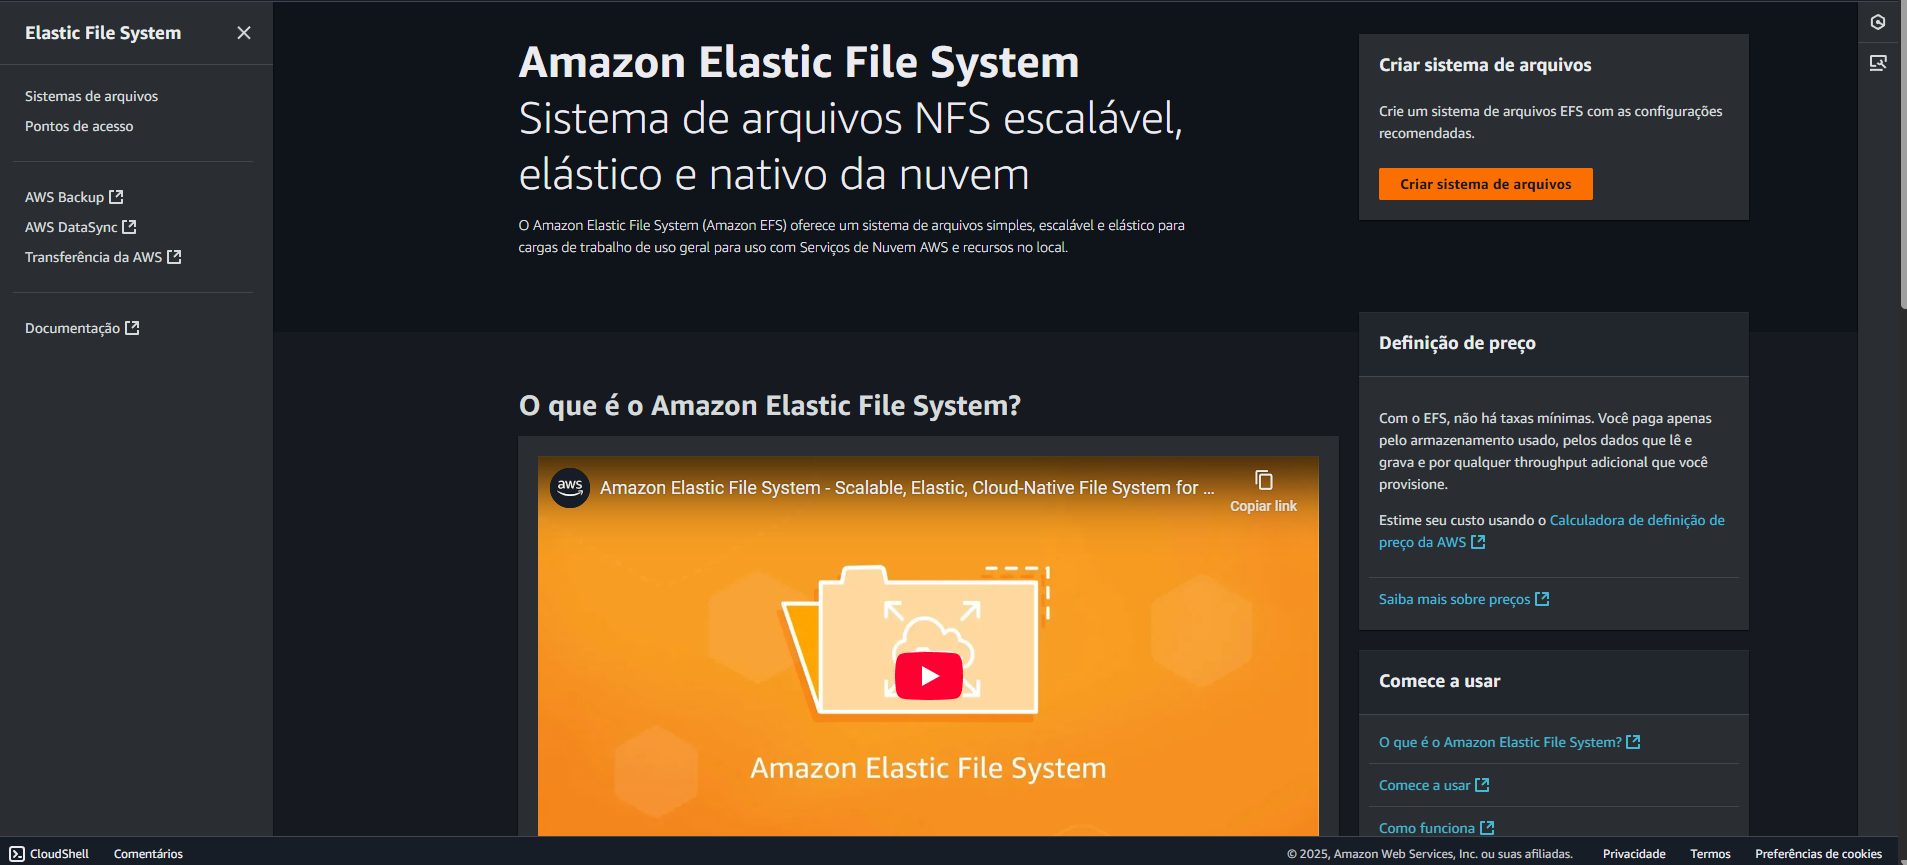 Elastic File System
Sistemas de arquivos
Pontos de acesso
AWS Backup
AWS DataSync
Transferência da AWS
Documentação
Amazon Elastic File System
Sistema de arquivos NFS escalável,
elástico e nativo da nuvem
O Amazon Elastic File System (Amazon EFS) oferece um sistema de arquivos simples, escalável e elástico para
cargas de trabalho de uso geral para uso com Serviços de Nuvem AWS e recursos no local.
Criar sistema de arquivos
Crie um sistema de arquivos EFS com as configurações
recomendadas.
Criar sistema de arquivos
O que é o Amazon Elastic File System?
aws
Amazon Elastic File System - Scalable, Elastic, Cloud-Native File System for ...
Copiar link
Amazon Elastic File System
Definição de preço
Com o EFS, não há taxas mínimas. Você paga apenas
pelo armazenamento usado, pelos dados que lê e
grava e por qualquer throughput adicional que você
provisione.
Estime seu custo usando o Calculadora de definição de
preço da AWS
Saiba mais sobre preços
Comece a usar
O que é o Amazon Elastic File System?
Comece a usar
Como funciona
CloudShell
Comentários
© 2025, Amazon Web Services, Inc. ou suas afiliadas.
Privacidade
Termos
Preferências de cookies